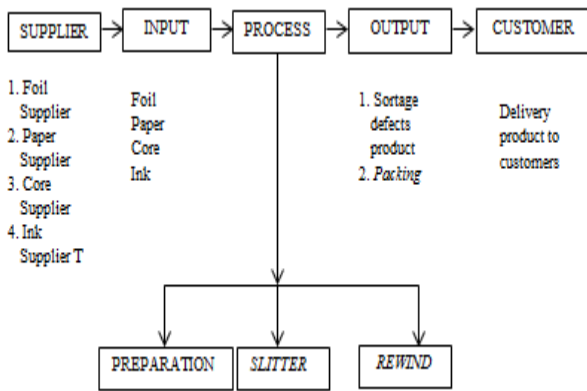 SUPPLIER
INPUT
PROCESS
OUTPUT
CUSTOMER
1. Foil
Supplier
2. Paper
Supplier
3. Core
Supplier
4. Ink
Supplier T
Foil
Paper
Core
Ink
1. Sortage
defects
product
2. Packing
Delivery
product to
customers
PREPARATION
SLITTER
REWIND